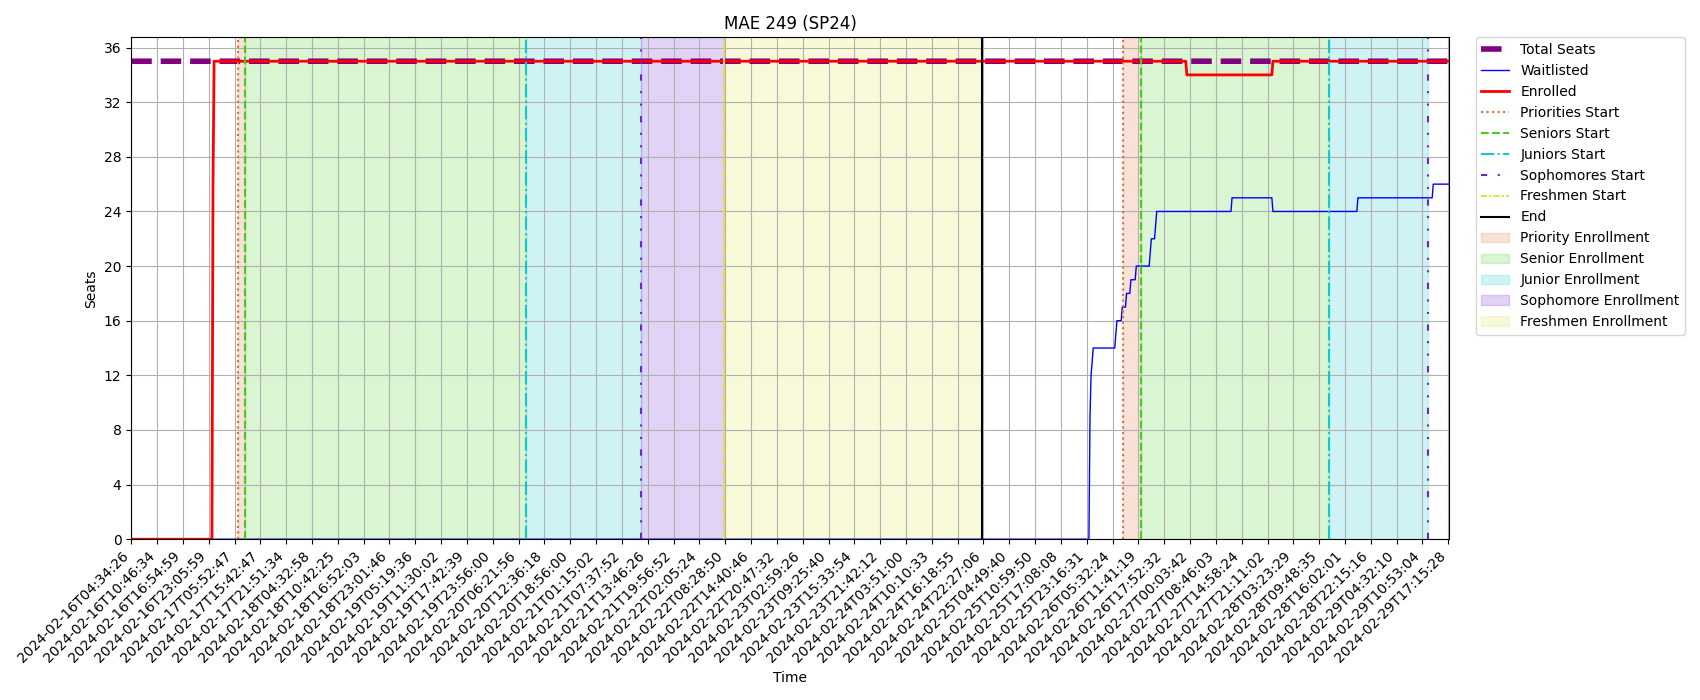 MAE 249 (SP24)
Seats
36
32
28
24
20
16
12
8
4
0
2024-02-16T04:34:26
2024-02-16T10:46:34
2024-02-16T16:54:59
2024-02-16T23:05:59
2024-02-17T05:52:47
2024-02-17T15:42:47
2024-02-17T21:51:34
2024-02-18T04:32:58
2024-02-18T10:42:25
2024-02-18T16:52:03
2024-02-18T23:01:46
2024-02-19T05:19:36
2024-02-19T11:30:02
2024-02-19T17:42:39
2024-02-19T23:56:00
2024-02-20T06:21:56
2024-02-20T12:36:18
2024-02-20T18:56:00
2024-02-21T01:15:02
2024-02-21T07:37:52
2024-02-21T13:46:26
2024-02-21T19:56:52
2024-02-22T02:05:24
2024-02-22T08:28:50
2024-02-22T14:40:46
2024-02-22T20:47:32
2024-02-23T02:59:26
2024-02-23T09:25:40
2024-02-23T15:33:54
2024-02-23T21:42:12
2024-02-24T03:51:00
2024-02-24T10:10:33
2024-02-24T16:18:55
2024-02-24T22:27:06
2024-02-25T04:49:40
2024-02-25T10:59:50
2024-02-25T17:08:08
2024-02-25T23:16:31
2024-02-26T05:32:24
2024-02-26T11:41:19
2024-02-26T17:52:32
2024-02-27T00:03:42
2024-02-27T08:46:03
2024-02-27T14:58:24
2024-02-27T21:11:02
2024-02-28T03:23:29
2024-02-28T09:48:35
2024-02-28T16:02:01
2024-02-28T22:15:16
2024-02-29T04:32:10
2024-02-29T10:53:04
2024-02-29T17:15:28
Time
Total Seats
Waitlisted
Enrolled
Priorities Start
Seniors Start
Juniors Start
Sophomores Start
Freshmen Start
End
Priority Enrollment
Senior Enrollment
Junior Enrollment
Sophomore Enrollment
Freshmen Enrollment